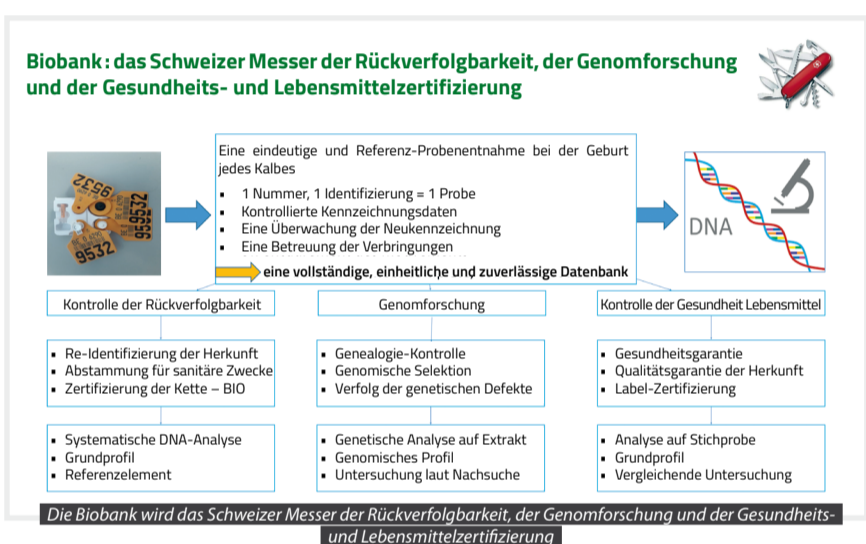 Biobank : das Schweizer Messer der Rückverfolgbarkeit, der Genomforschung
und der Gesundheits- und Lebensmittelzertifizierung
Eine eindeutige und Referenz-Probenentnahme bei der Geburt
jedes Kalbes
▪ 1 Nummer, 1 Identifizierung = 1 Probe
▪ Kontrollierte Kennzeichnungsdaten
▪ Eine Überwachung der Neukennzeichnung
▪ Eine Betreuung der Verbringungen
eine vollständige, einheitliche und zuverlässige Datenbank
9532
9532
9532
DNA
Kontrolle der Rückverfolgbarkeit
▪ Re-Identifizierung der Herkunft
▪ Abstammung für sanitäre Zwecke
▪ Zertifizierung der Kette – BIO
▪ Systematische DNA-Analyse
▪ Grundprofil
▪ Referenzelement
Genomforschung
▪ Genealogie-Kontrolle
▪ Genomische Selektion
▪ Verfolg der genetischen Defekte
▪ Genetische Analyse auf Extrakt
▪ Genomisches Profil
▪ Untersuchung laut Nachsuche
Kontrolle der Gesundheit Lebensmittel
▪ Gesundheitsgarantie
▪ Qualitätsgarantie der Herkunft
▪ Label-Zertifizierung
▪ Analyse auf Stichprobe
▪ Grundprofil
▪ Vergleichende Untersuchung
Die Biobank wird das Schweizer Messer der Rückverfolgbarkeit, der Genomforschung und der Gesundheits-
und Lebensmittelzertifizierung